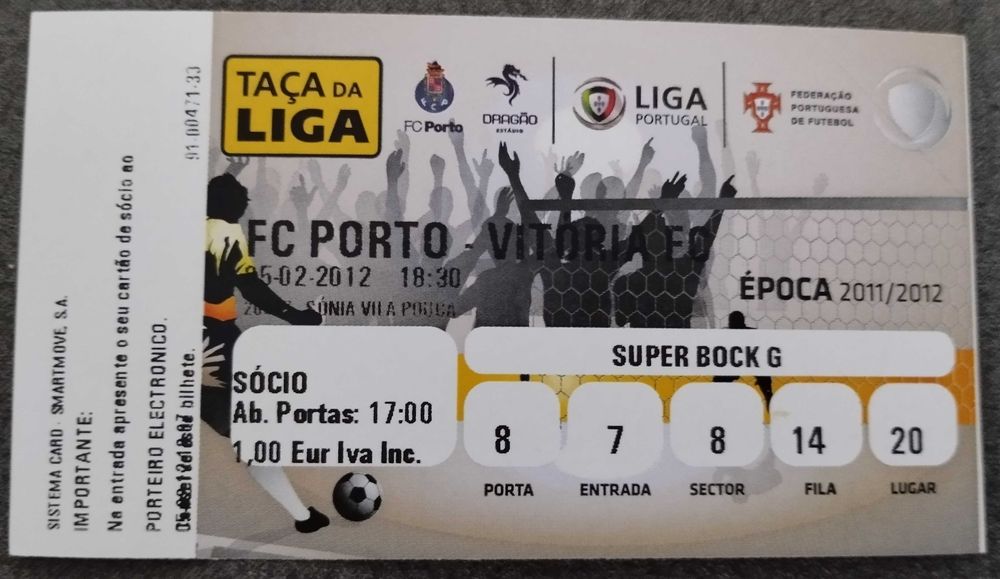 SISTEMA CARD - SMARTMOVE, S.A.
IMPORTANTE:
Na entrada apresente o seu cartão de sócio ao
PORTEIRO ELECTRONICO.
bilhete.
91.00471.33
TAÇA DA
LIGA
FCP
FC Porto
DRAGÃO
ESTÁDIO
LIGA
PORTUGAL
FEDERAÇÃO
PORTUGUESA
DE FUTEBOL
FC PORTO - VITÓRIA FC
05-02-2012 18:30
SÓNIA VILA POUCA
ÉPOCA 2011/2012
SÓCIO
Ab. Portas: 17:00
1,00 Eur Iva Inc.
SUPER BOCK G
8 7 8 14 20
PORTA ENTRADA SECTOR FILA LUGAR